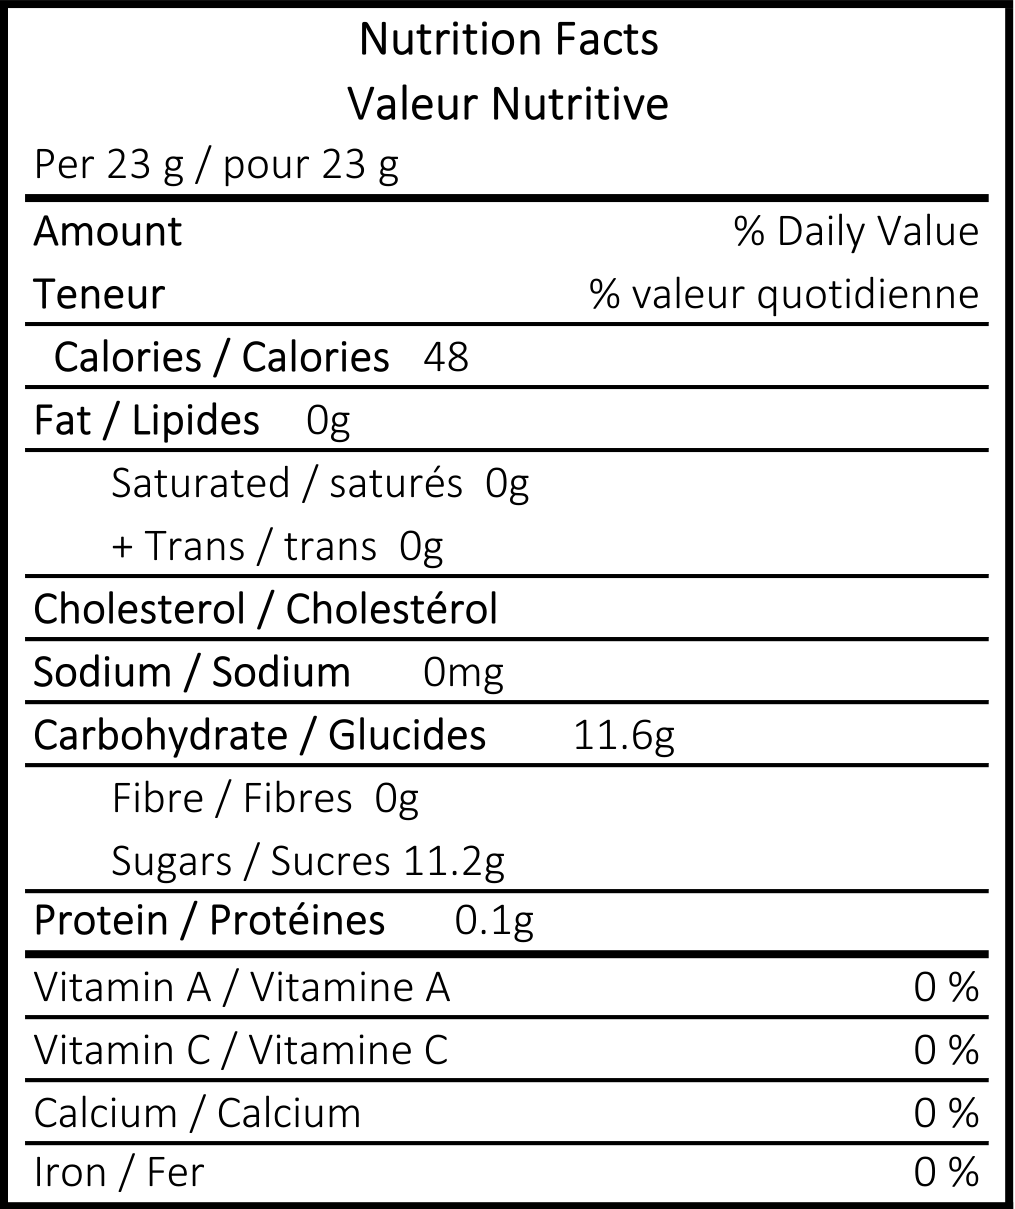 Nutrition Facts
Valeur Nutritive
Per 23 g / pour 23 g
Amount % Daily Value
Teneur % valeur quotidienne
Calories / Calories 48
Fat / Lipides 0g
Saturated / saturés 0g
+ Trans / trans 0g
Cholesterol / Cholestérol
Sodium / Sodium 0mg
Carbohydrate / Glucides 11.6g
Fibre / Fibres 0g
Sugars / Sucres 11.2g
Protein / Protéines 0.1g
Vitamin A / Vitamine A 0 %
Vitamin C / Vitamine C 0 %
Calcium / Calcium 0 %
Iron / Fer 0 %